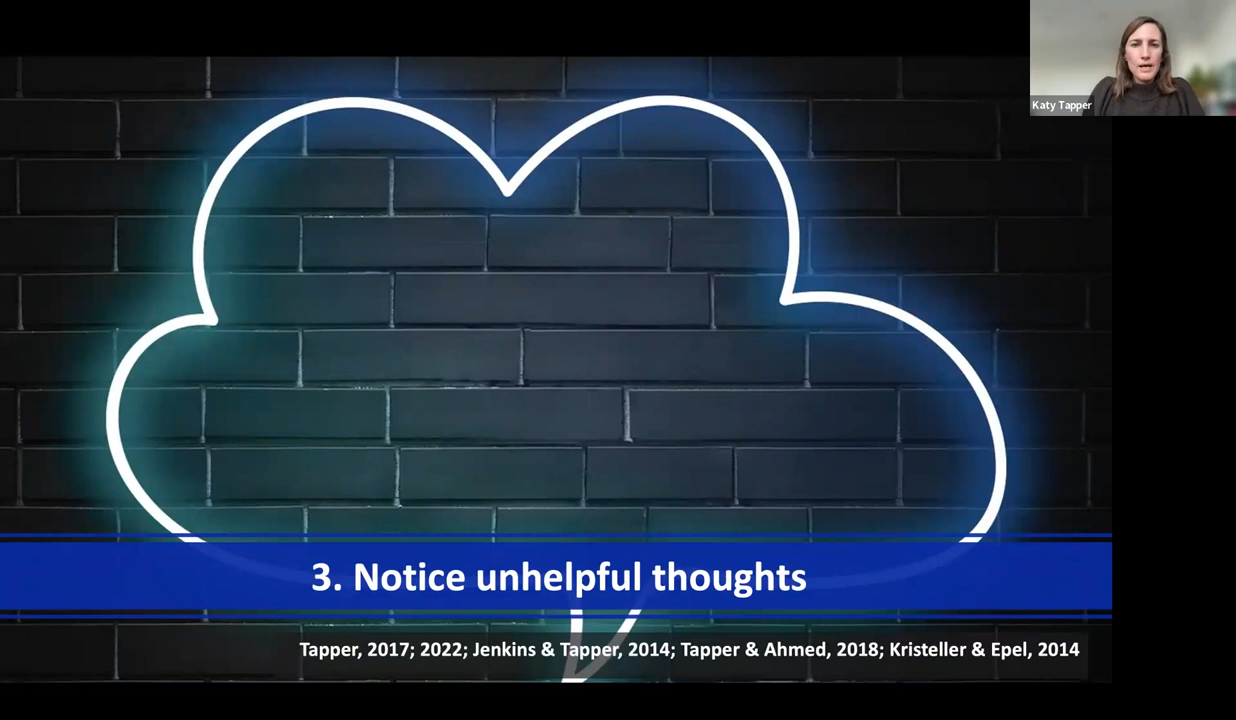 Katy Tapper
3. Notice unhelpful thoughts
Tapper, 2017; 2022; Jenkins & Tapper, 2014; Tapper & Ahmed, 2018; Kristeller & Epel, 2014